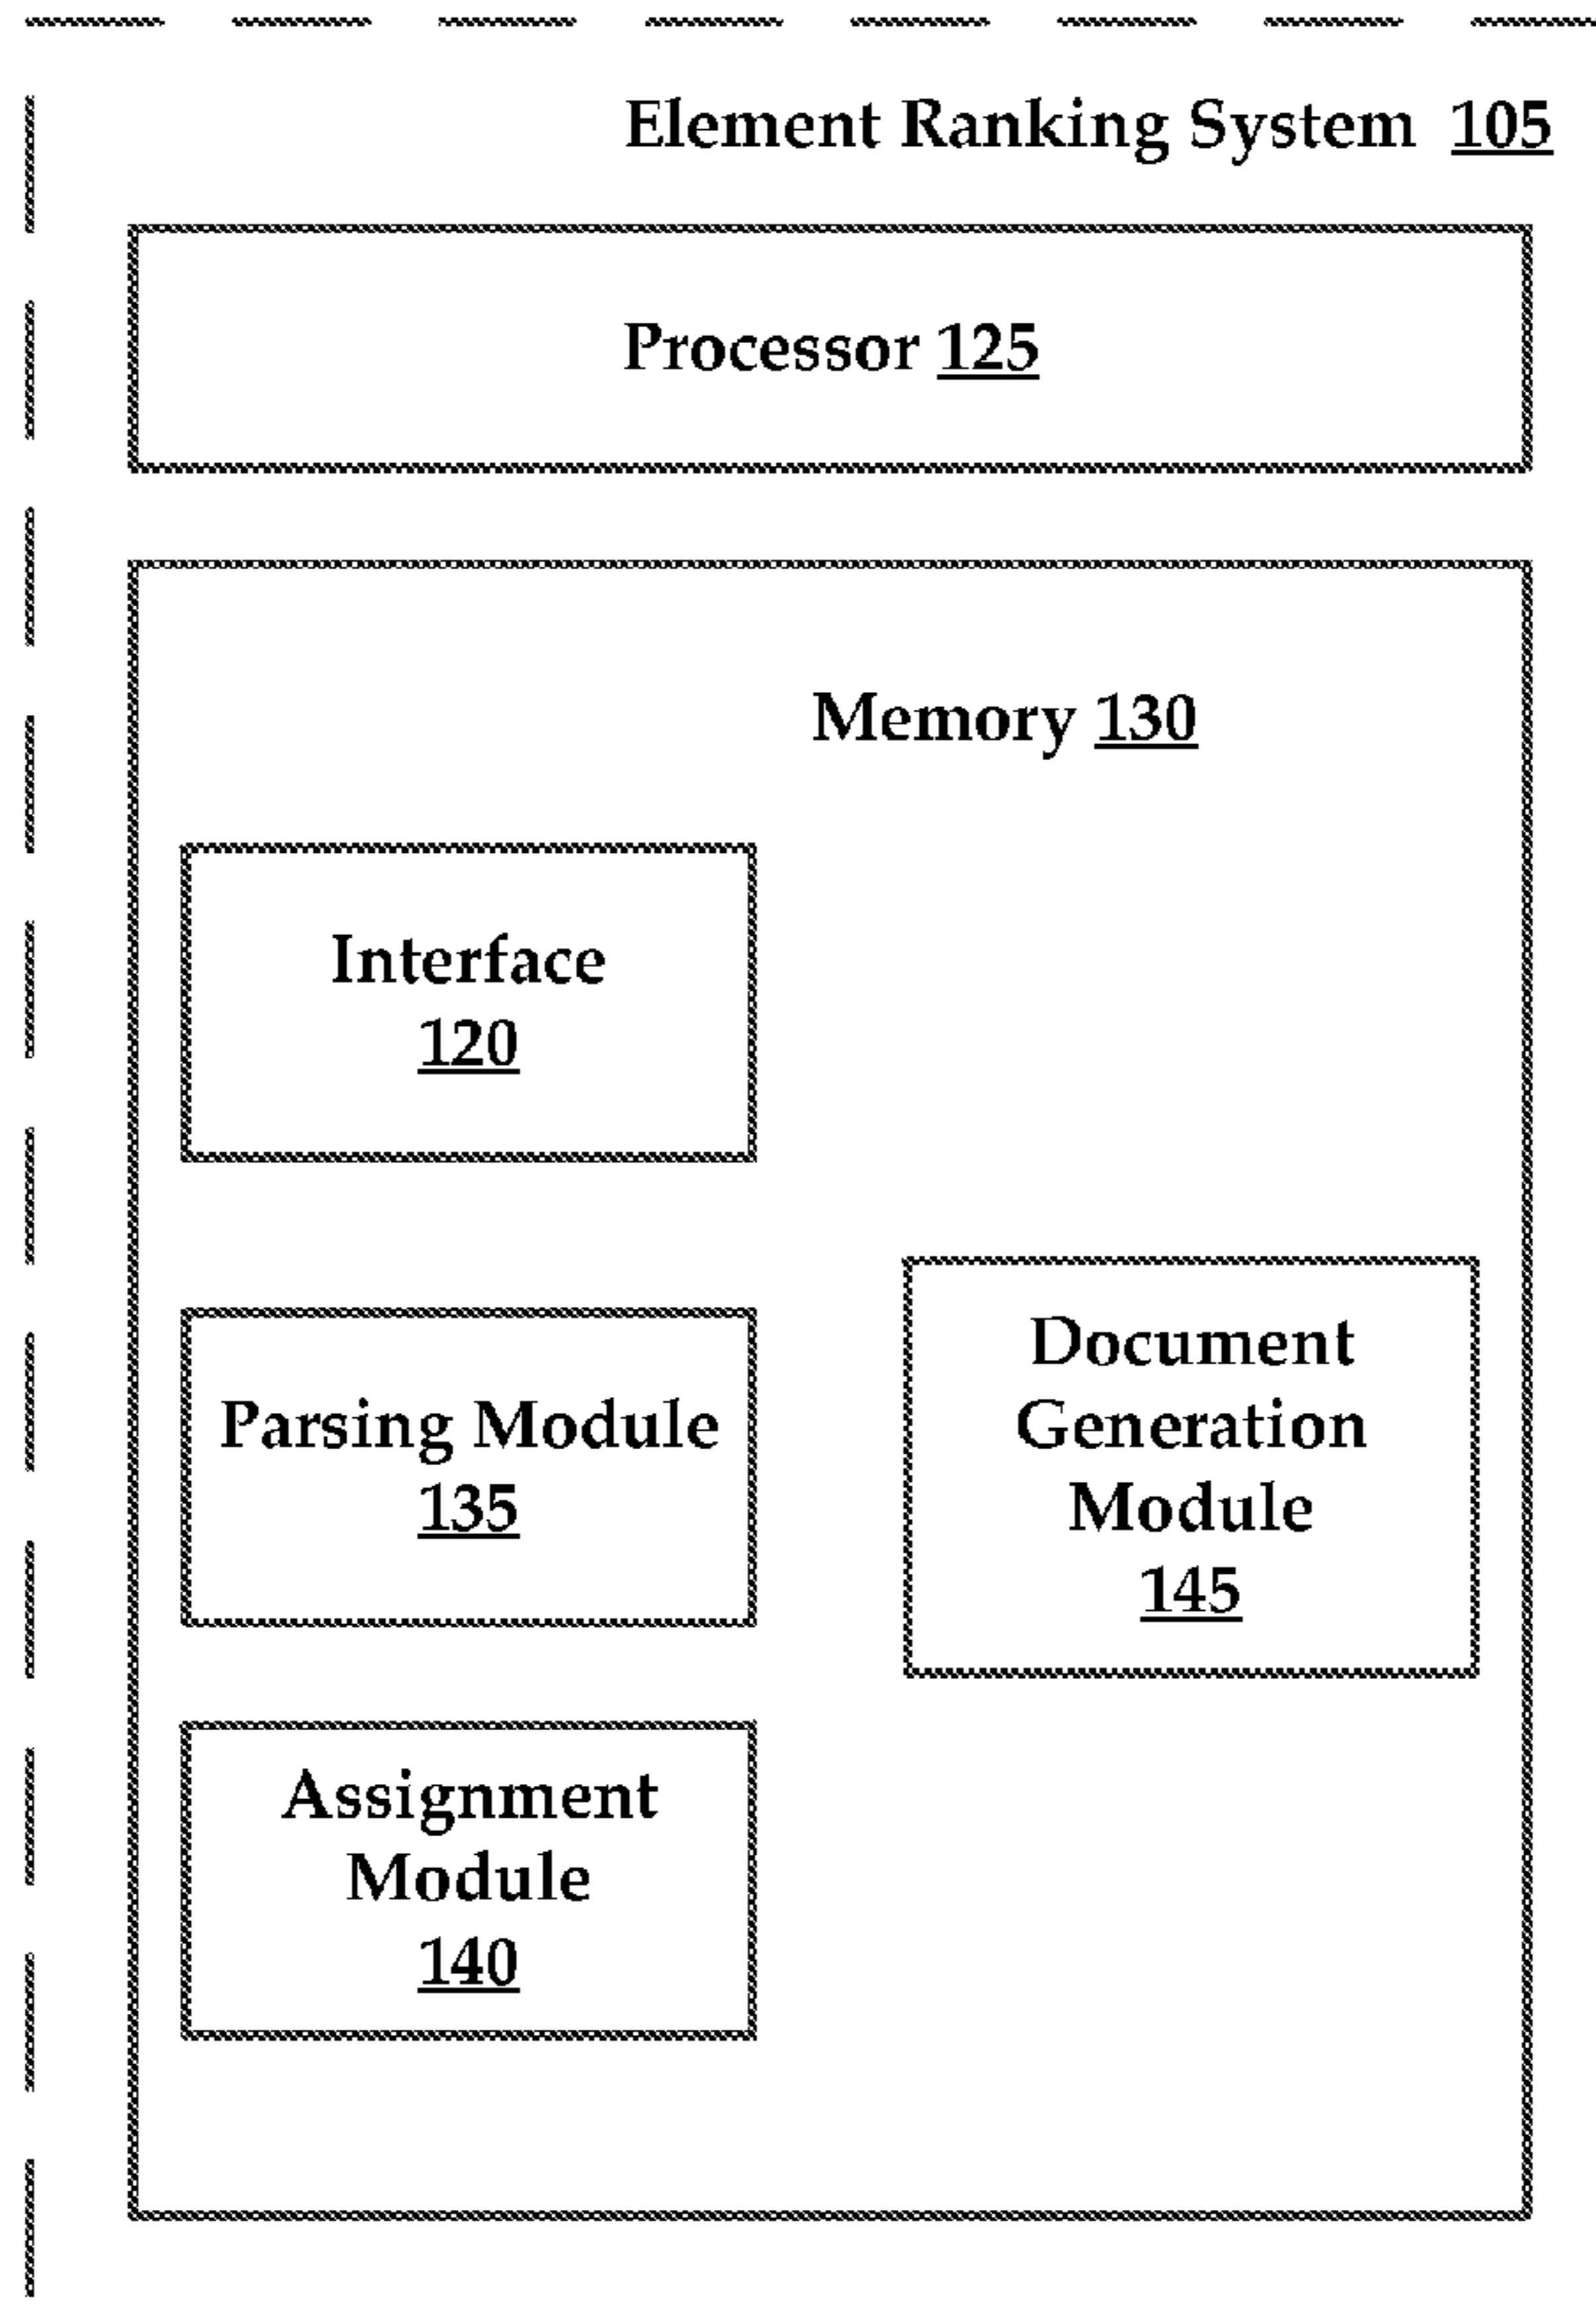 Element Ranking System 105
Processor 125
Memory 130
Interface
120
Parsing Module
135
Document
Generation
Module
145
Assignment
Module
140